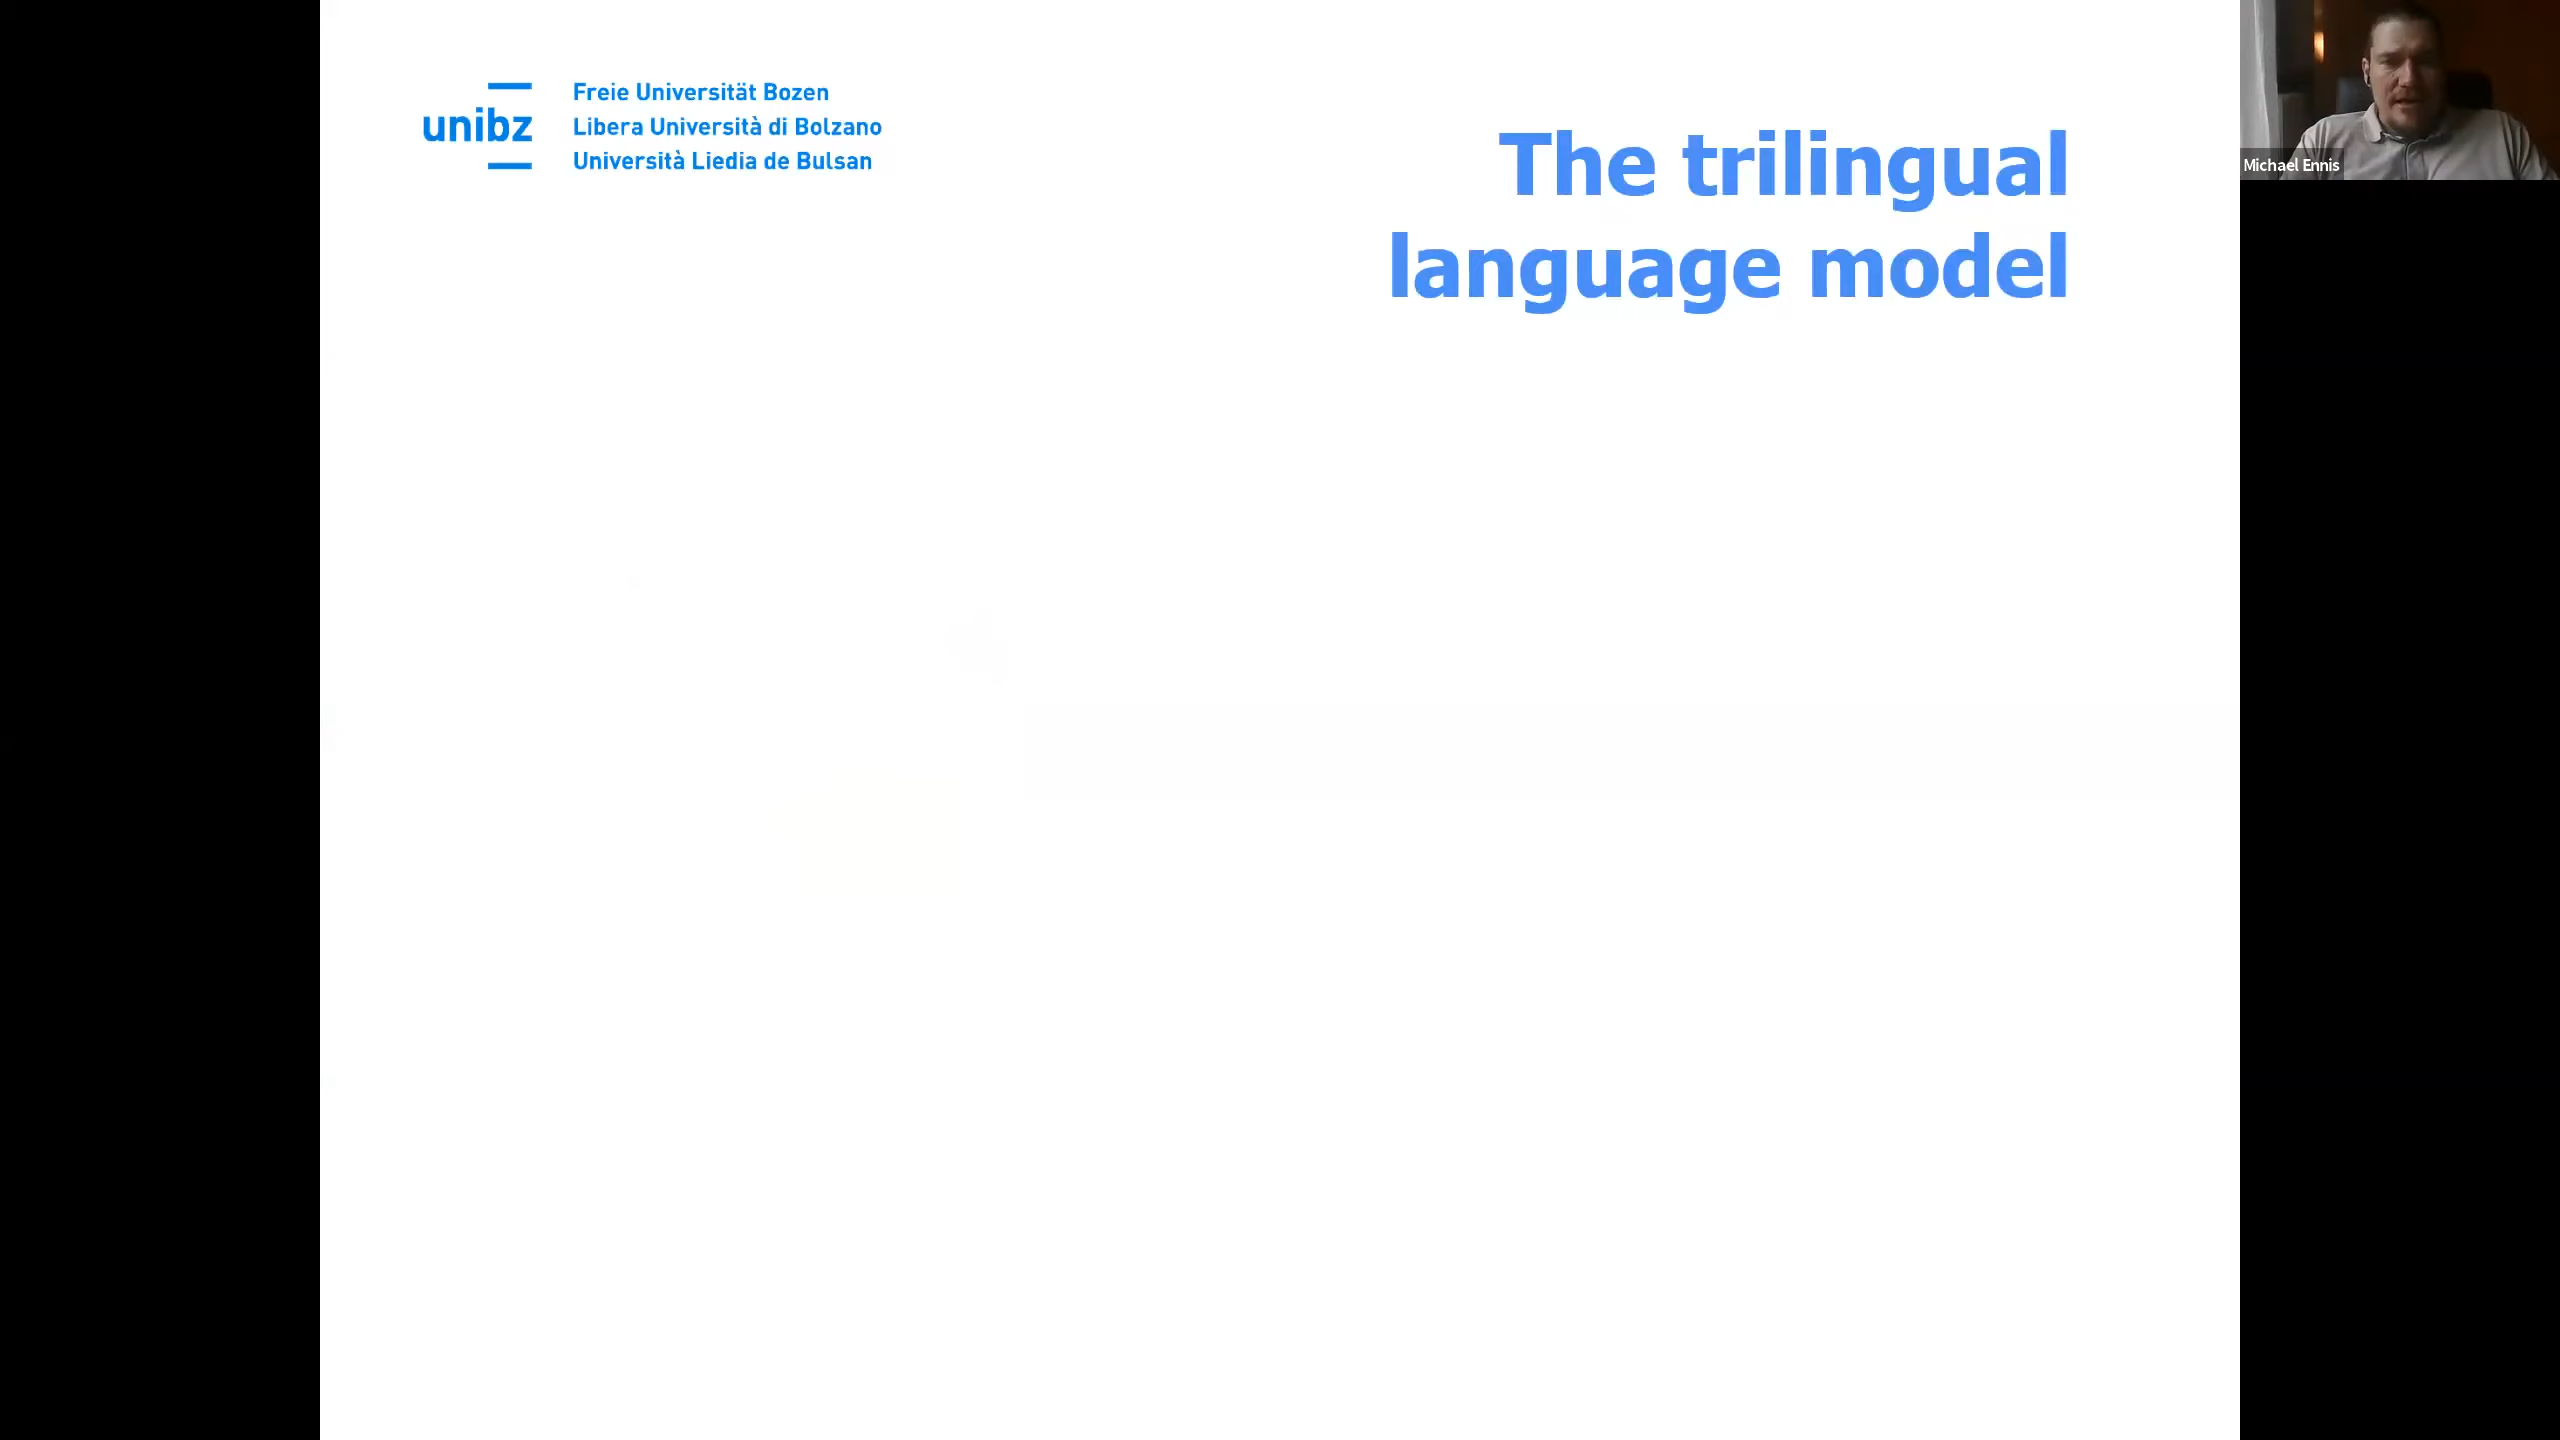 unibz
Freie Universität Bozen
Libera Università di Bolzano
Università Liedia de Bulsan
The trilingual
language model
Michael Ennis